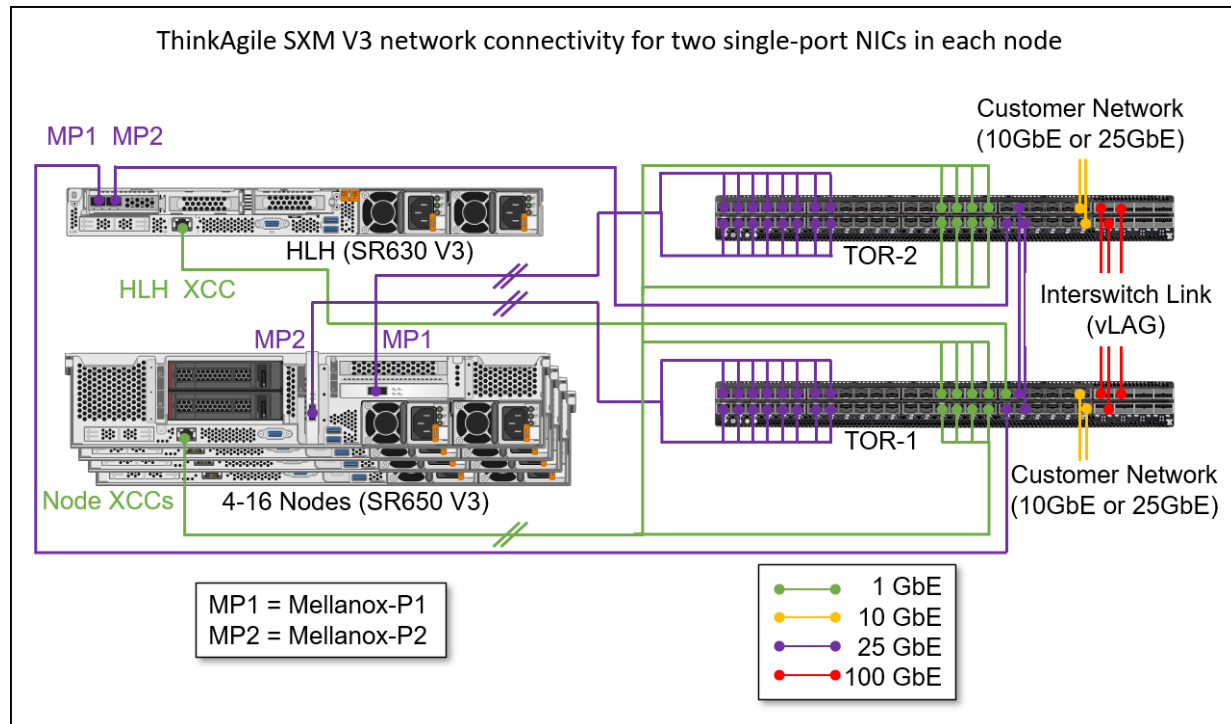 ThinkAgile SXM V3 network connectivity for two single-port NICs in each node
MP1 MP2
Customer Network
(10GbE or 25GbE)
HLH (SR630 V3)
TOR-2
HLH XCC
Interswitch Link
(vLAG)
MP2
MP1
TOR-1
Node XCCs
4-16 Nodes (SR650 V3)
Customer Network
(10GbE or 25GbE)
MP1 = Mellanox-P1
MP2 = Mellanox-P2
1 GbE
10 GbE
25 GbE
100 GbE